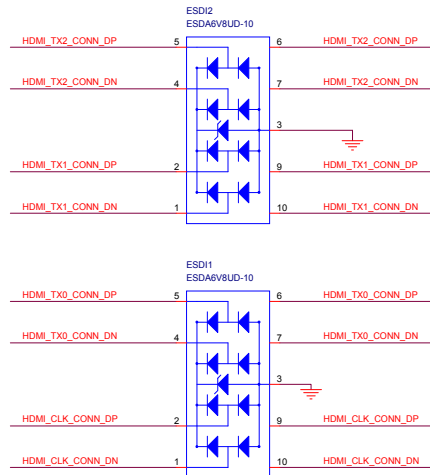 ESDI2
ESDA6V8UD-10
HDMI_TX2_CONN_DP 5 6 HDMI_TX2_CONN_DP
HDMI_TX2_CONN_DN 4 7 HDMI_TX2_CONN_DN
3
HDMI_TX1_CONN_DP 2 9 HDMI_TX1_CONN_DP
HDMI_TX1_CONN_DN 1 10 HDMI_TX1_CONN_DN
ESDI1
ESDA6V8UD-10
HDMI_TX0_CONN_DP 5 6 HDMI_TX0_CONN_DP
HDMI_TX0_CONN_DN 4 7 HDMI_TX0_CONN_DN
3
HDMI_CLK_CONN_DP 2 9 HDMI_CLK_CONN_DP
HDMI_CLK_CONN_DN 1 10 HDMI_CLK_CONN_DN